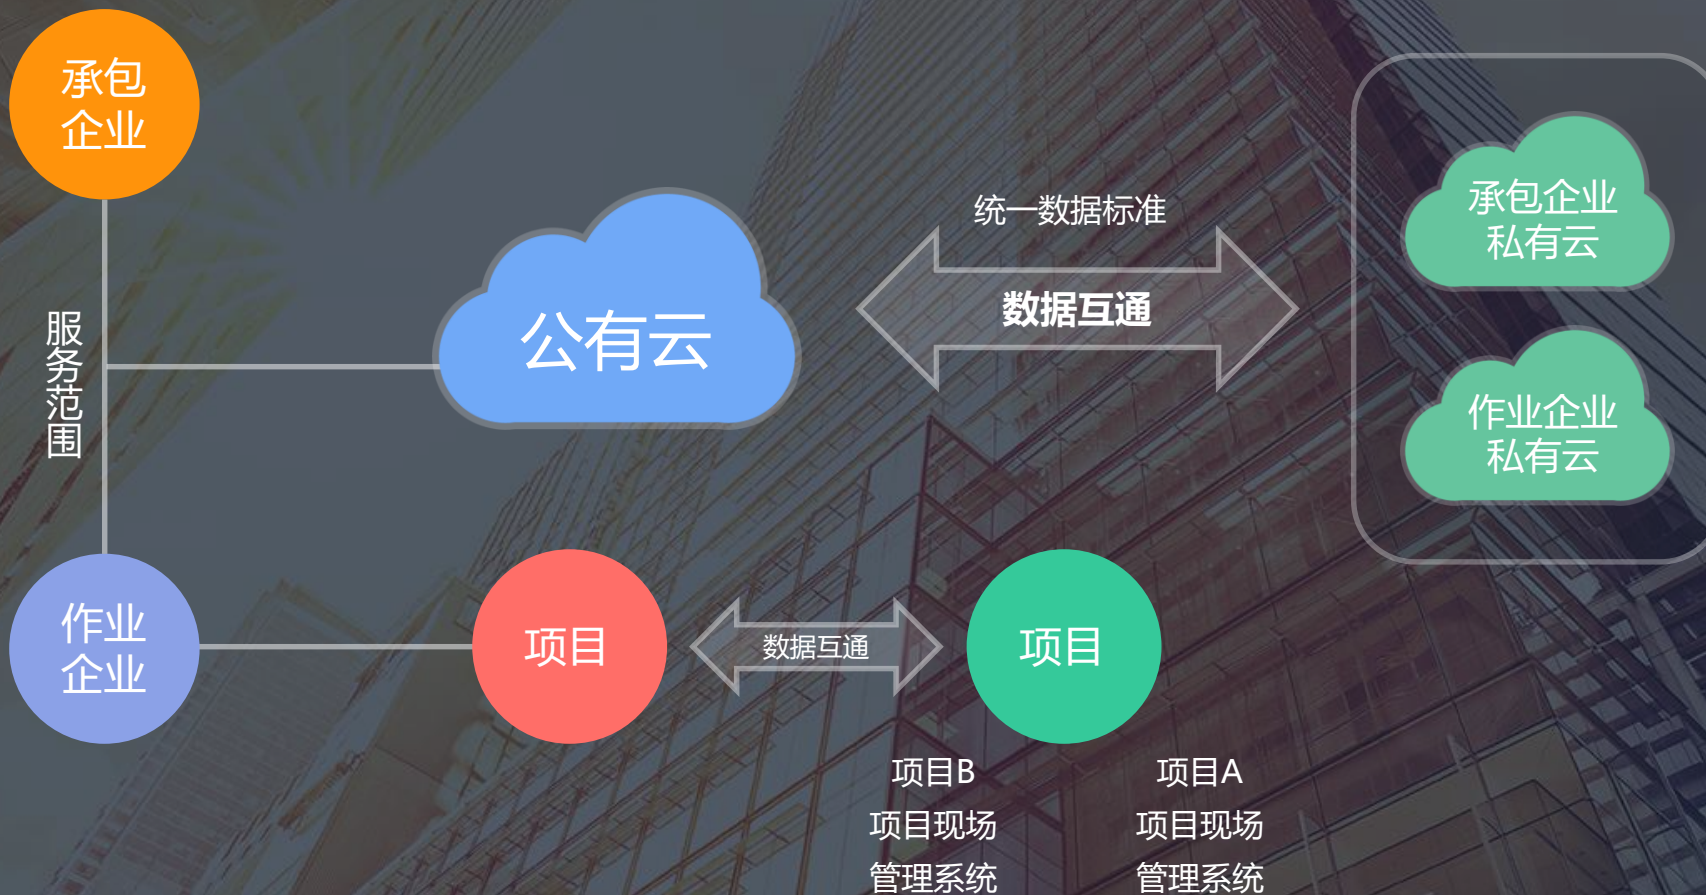 承包
企业
服务范围
作业
企业
公有云
统一数据标准
数据互通
承包企业
私有云
作业企业
私有云
项目
数据互通
项目
项目B
项目现场
管理系统
项目A
项目现场
管理系统